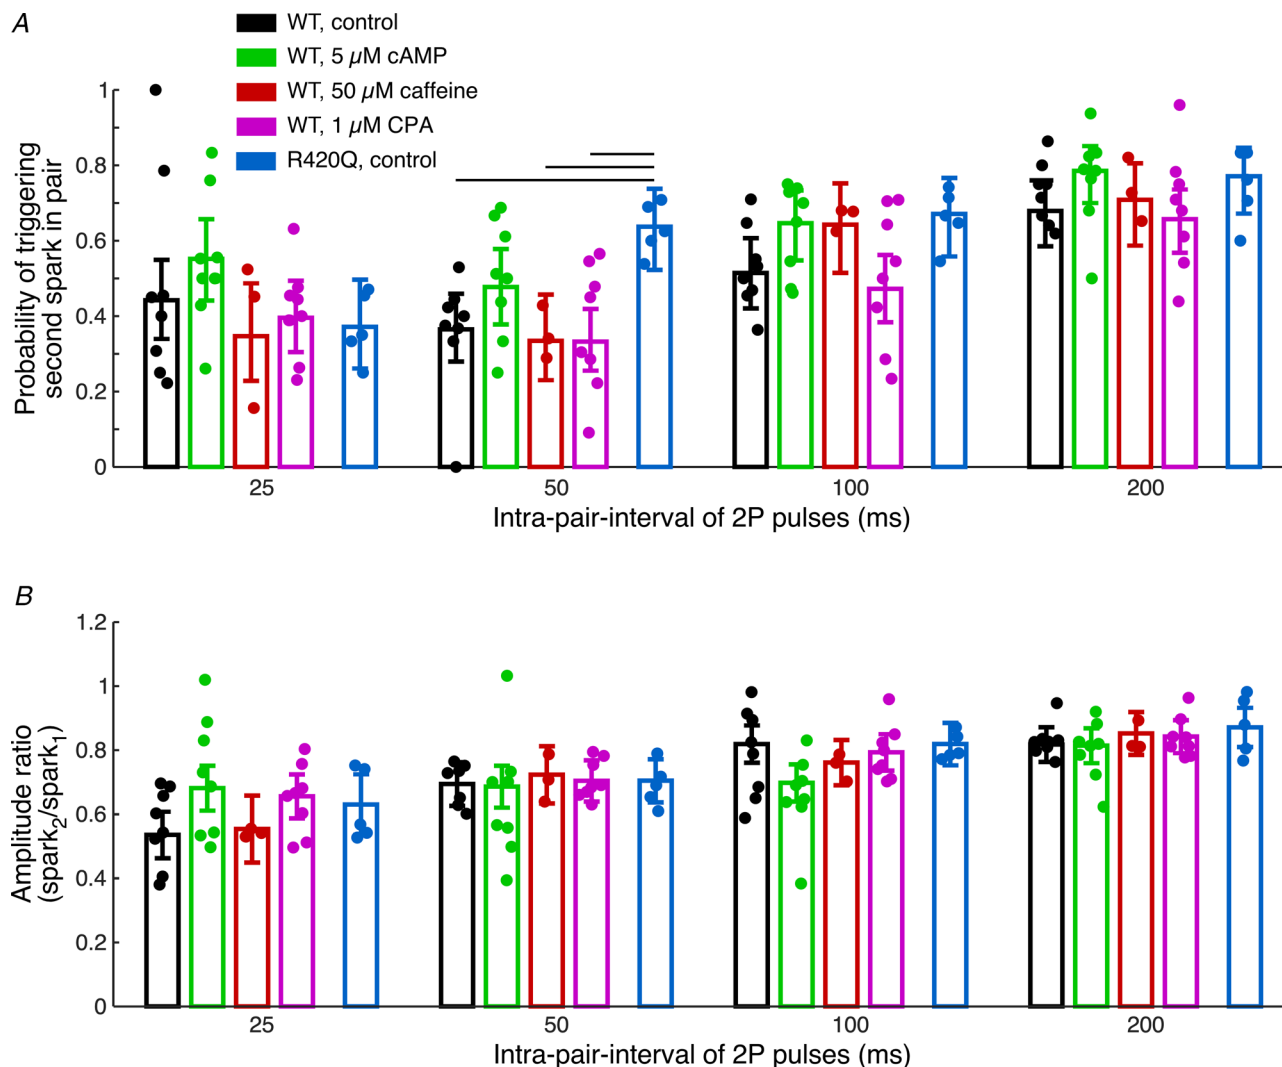 A
WT, control
WT, 5 µM cAMP
WT, 50 µM caffeine
WT, 1 µM CPA
R420Q, control
Probability of triggering
second spark in pair
1
0.8
0.6
0.4
0.2
0
25
50
100
200
Intra-pair-interval of 2P pulses (ms)
B
Amplitude ratio
(spark₂/spark₁)
1.2
1
0.8
0.6
0.4
0.2
0
25
50
100
200
Intra-pair-interval of 2P pulses (ms)